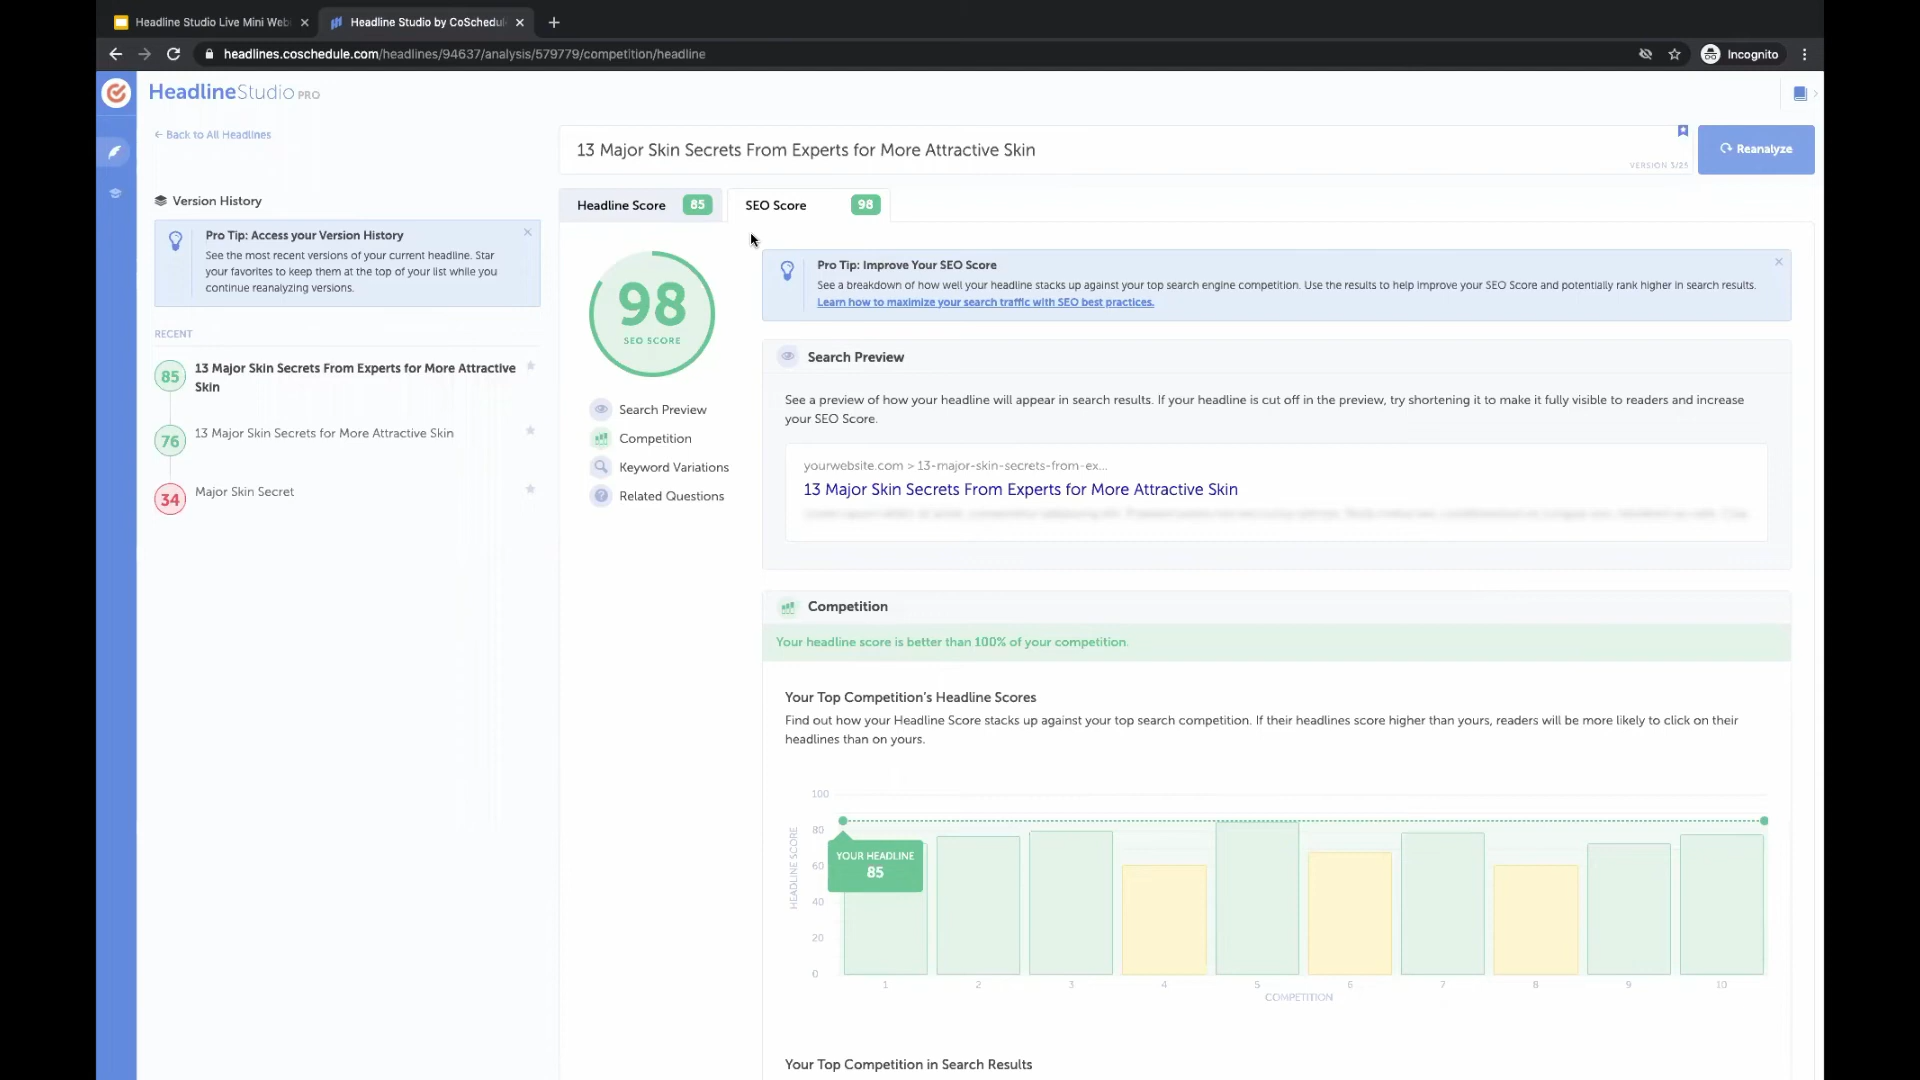 Headline Studio Live Mini Web
Headline Studio by CoSchedul
headlines.coschedule.com/headlines/94637/analysis/579779/competition/headline
Incognito
HeadlineStudio PRO
← Back to All Headlines
13 Major Skin Secrets From Experts for More Attractive Skin
VERSION 3/25
Reanalyze
Version History
Pro Tip: Access your Version History
See the most recent versions of your current headline. Star
your favorites to keep them at the top of your list while you
continue reanalyzing versions.
RECENT
85
13 Major Skin Secrets From Experts for More Attractive
Skin
76
13 Major Skin Secrets for More Attractive Skin
34
Major Skin Secret
Headline Score 85
SEO Score 98
98
SEO SCORE
Search Preview
Competition
Keyword Variations
Related Questions
Pro Tip: Improve Your SEO Score
See a breakdown of how well your headline stacks up against your top search engine competition. Use the results to help improve your SEO Score and potentially rank higher in search results.
Learn how to maximize your search traffic with SEO best practices.
Search Preview
See a preview of how your headline will appear in search results. If your headline is cut off in the preview, try shortening it to make it fully visible to readers and increase
your SEO Score.
yourwebsite.com > 13-major-skin-secrets-from-ex...
13 Major Skin Secrets From Experts for More Attractive Skin
Competition
Your headline score is better than 100% of your competition.
Your Top Competition's Headline Scores
Find out how your Headline Score stacks up against your top search competition. If their headlines score higher than yours, readers will be more likely to click on their
headlines than on yours.
HEADLINE SCORE
100
80
60
40
20
0
YOUR HEADLINE
85
1 2 3 4 5 6 7 8 9 10
COMPETITION
Your Top Competition in Search Results